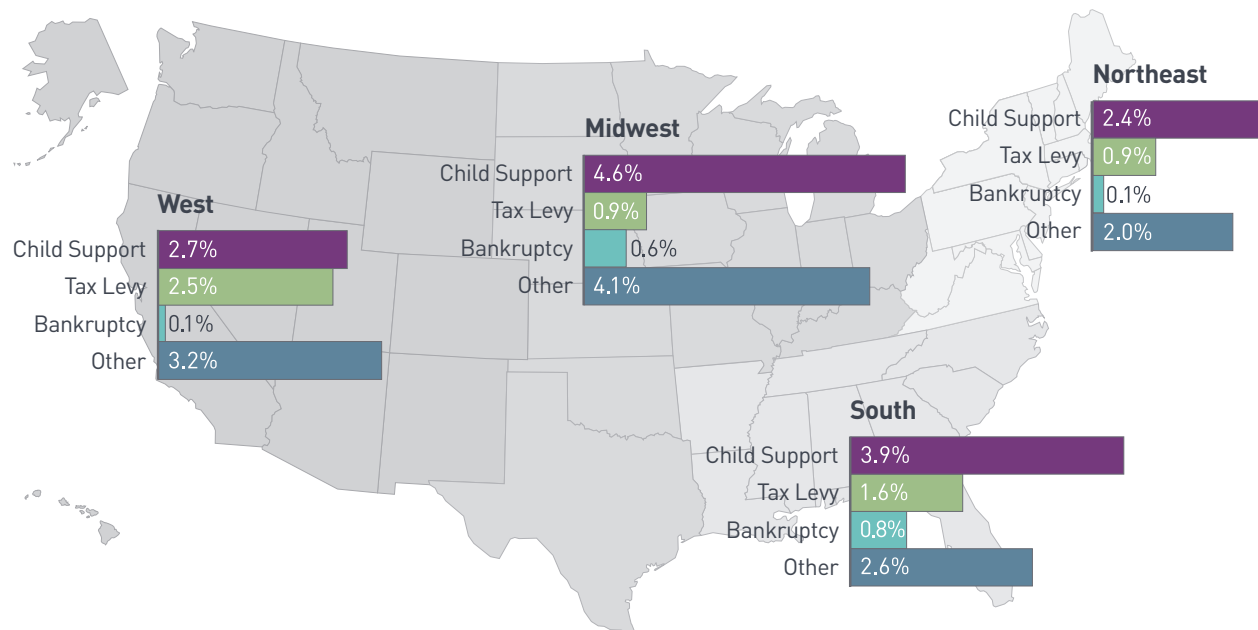 Northeast
Child Support 2.4%
Tax Levy 0.9%
Bankruptcy 0.1%
Other 2.0%
Midwest
Child Support 4.6%
Tax Levy 0.9%
Bankruptcy 0.6%
Other 4.1%
West
Child Support 2.7%
Tax Levy 2.5%
Bankruptcy 0.1%
Other 3.2%
South
Child Support 3.9%
Tax Levy 1.6%
Bankruptcy 0.8%
Other 2.6%